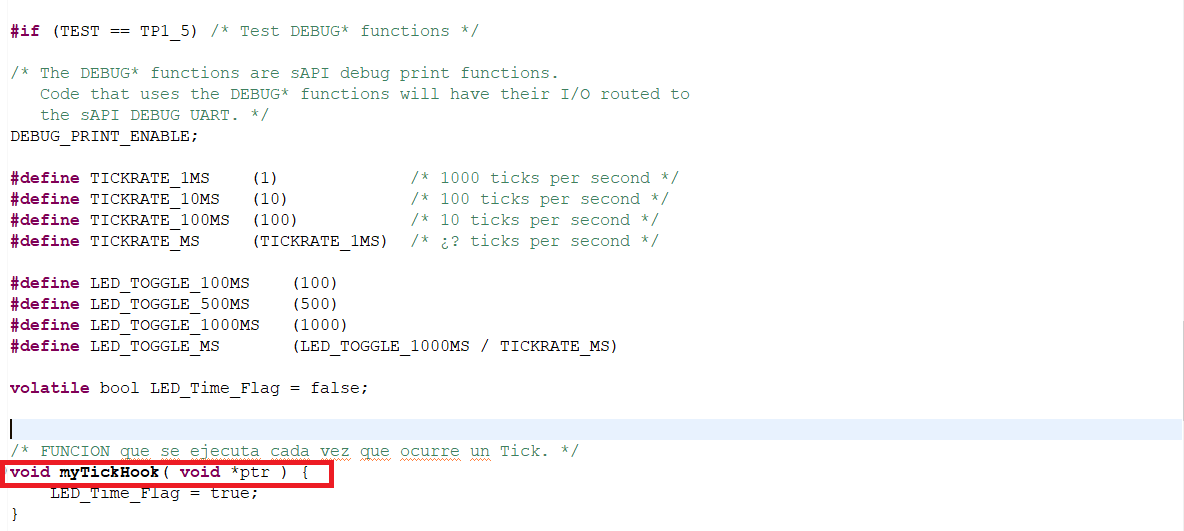 #if (TEST == TP1_5) /* Test DEBUG* functions */
/* The DEBUG* functions are sAPI debug print functions.
Code that uses the DEBUG* functions will have their I/O routed to
the sAPI DEBUG UART. */
DEBUG_PRINT_ENABLE;
#define TICKRATE_1MS (1) /* 1000 ticks per second */
#define TICKRATE_10MS (10) /* 100 ticks per second */
#define TICKRATE_100MS (100) /* 10 ticks per second */
#define TICKRATE_MS (TICKRATE_1MS) /* ¿? ticks per second */
#define LED_TOGGLE_100MS (100)
#define LED_TOGGLE_500MS (500)
#define LED_TOGGLE_1000MS (1000)
#define LED_TOGGLE_MS (LED_TOGGLE_1000MS / TICKRATE_MS)
volatile bool LED_Time_Flag = false;
/* FUNCION que se ejecuta cada vez que ocurre un Tick. */
void myTickHook( void *ptr ) {
LED_Time_Flag = true;
}